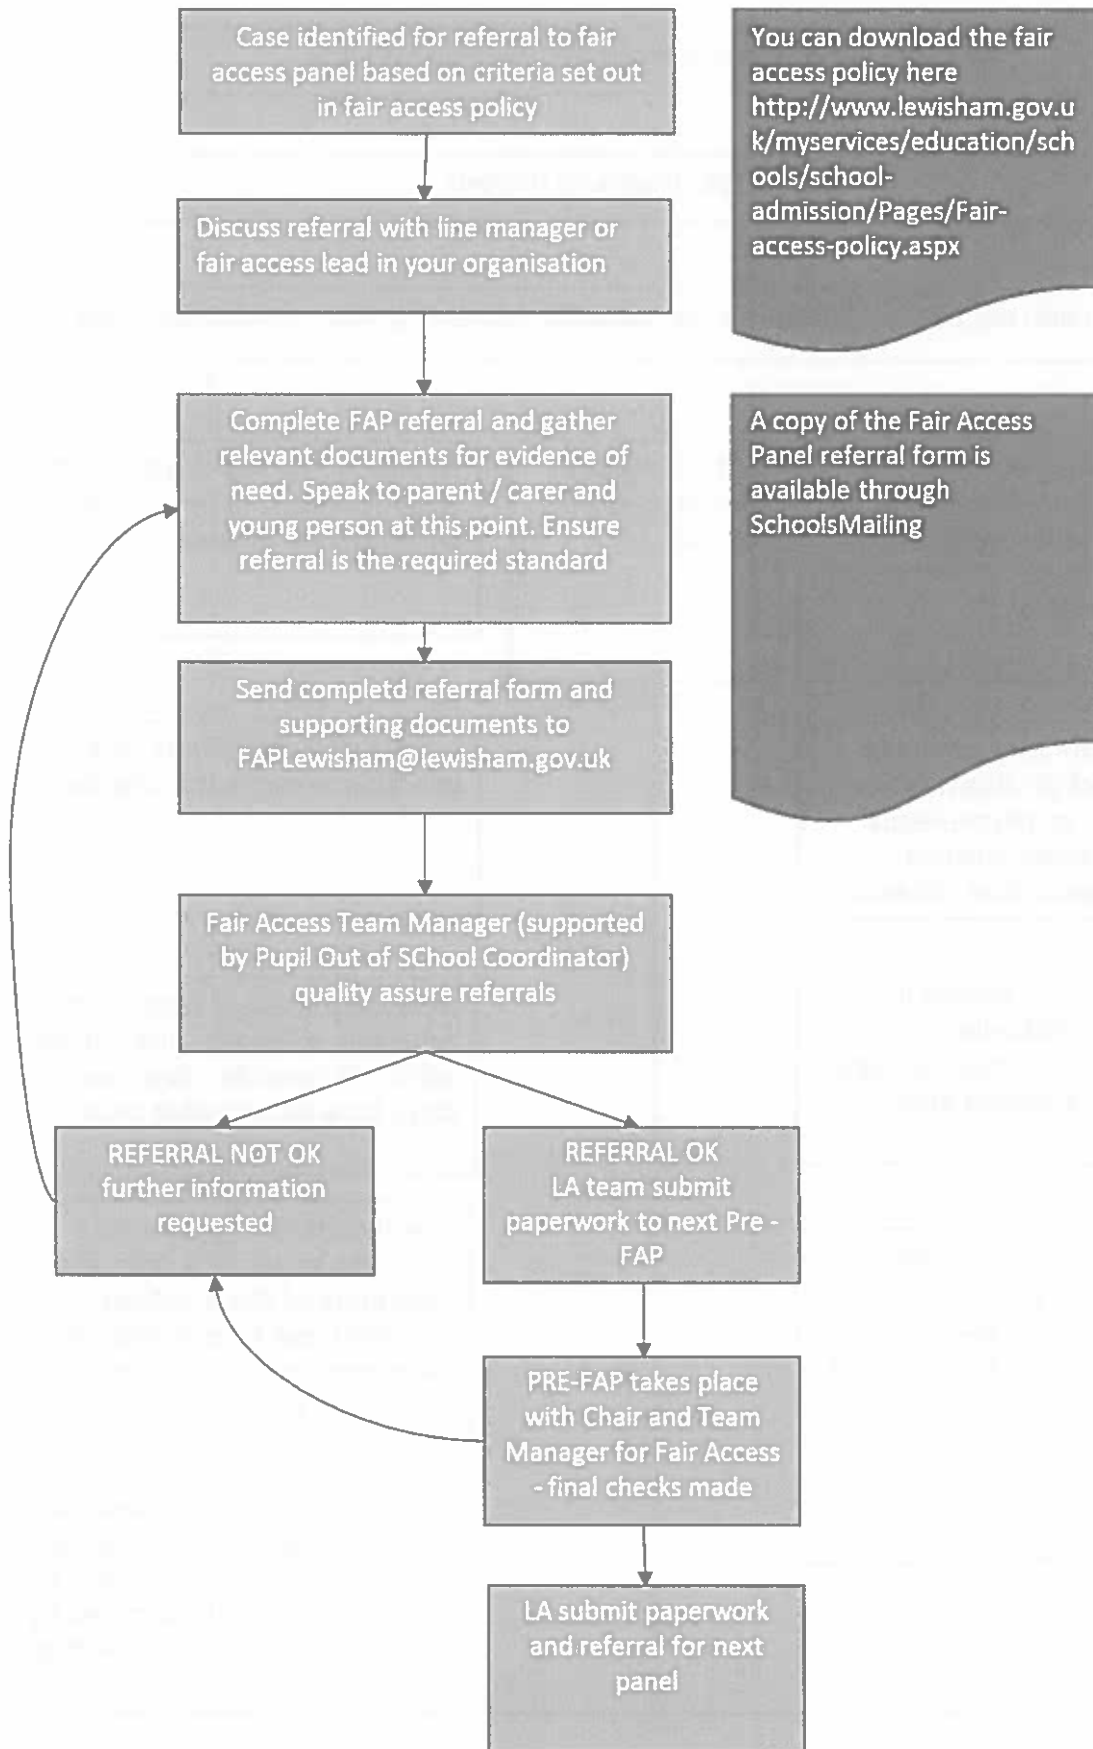 Case identified for referral to fair
access panel based on criteria set out
in fair access policy
You can download the fair
access policy here
http://www.lewisham.gov.u
k/myservices/education/sch
ools/school-
admission/Pages/Fair-
access-policy.aspx
Discuss referral with line manager or
fair access lead in your organisation
Complete FAP referral and gather
relevant documents for evidence of
need. Speak to parent / carer and
young person at this point. Ensure
referral is the required standard
A copy of the Fair Access
Panel referral form is
available through
SchoolsMailing
Send completd referral form and
supporting documents to
FAPLewisham@lewisham.gov.uk
Fair Access Team Manager (supported
by Pupil Out of SChool Coordinator)
quality assure referrals
REFERRAL NOT OK
further information
requested
REFERRAL OK
LA team submit
paperwork to next Pre -
FAP
PRE-FAP takes place
with Chair and Team
Manager for Fair Access
- final checks made
LA submit paperwork
and referral for next
panel